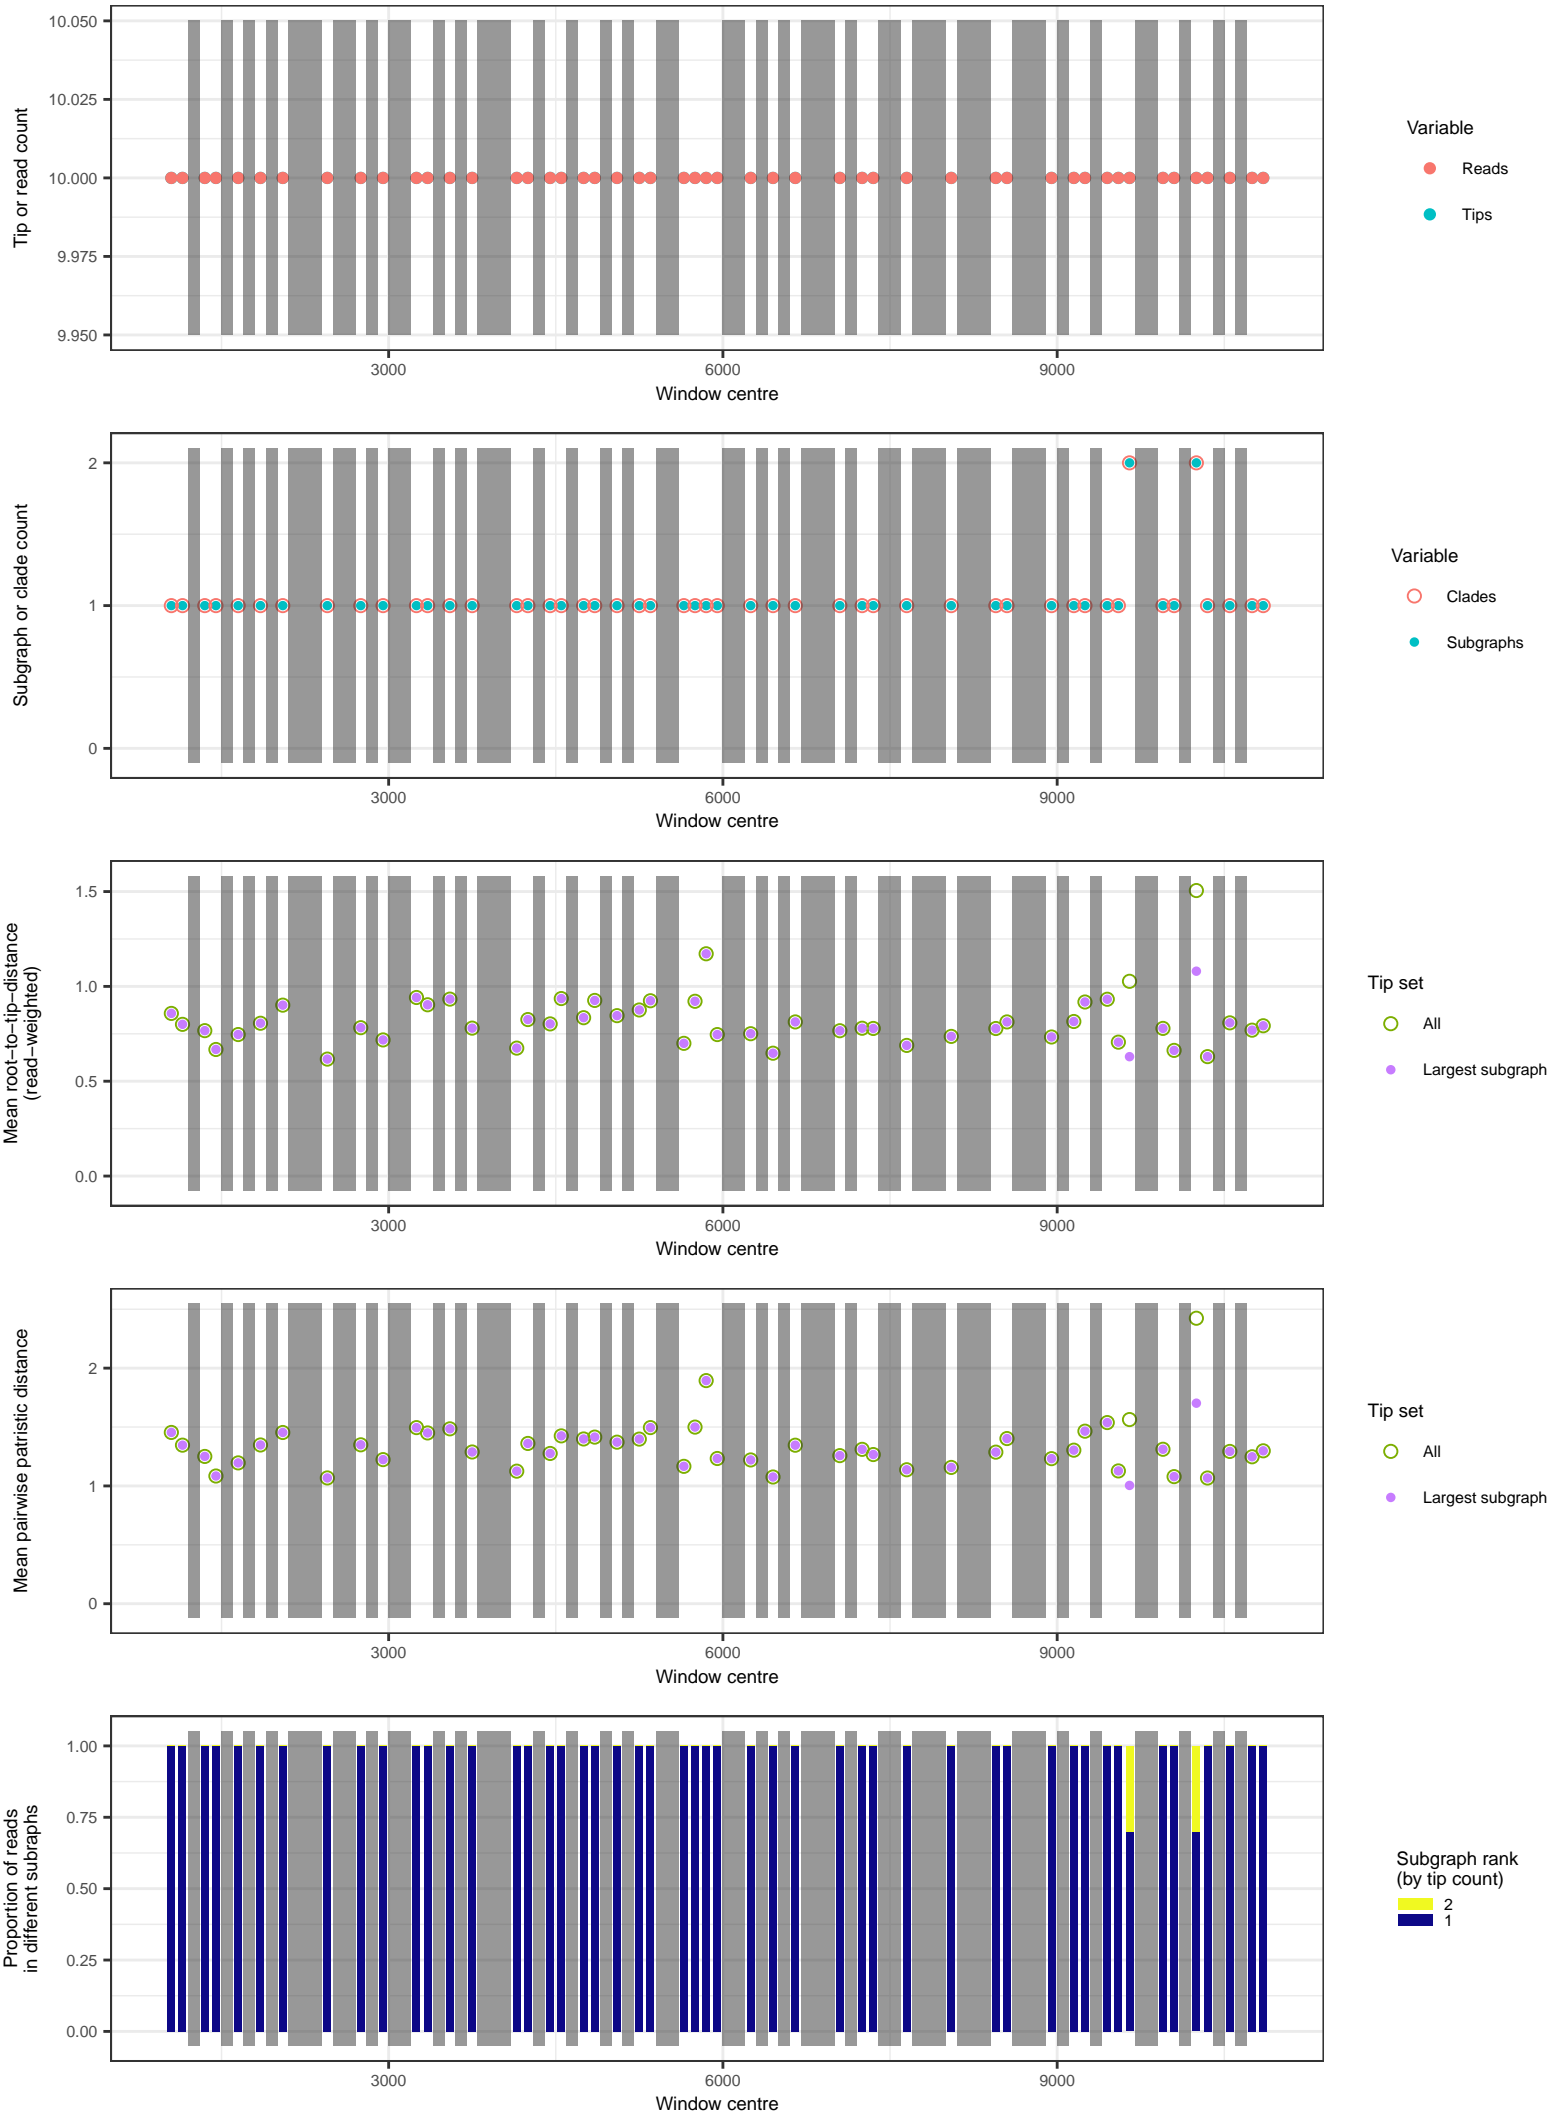 10.050
10.025
10.000
9.975
9.950
Tip or read count
3000
6000
9000
Window centre
Variable
Reads
Tips
2
1
0
Subgraph or clade count
3000
6000
9000
Window centre
Variable
Clades
Subgraphs
1.5
1.0
0.5
0.0
Mean root−to−tip−distance
(read−weighted)
3000
6000
9000
Window centre
Tip set
All
Largest subgraph
2
1
0
Mean pairwise patristic distance
3000
6000
9000
Window centre
Tip set
All
Largest subgraph
1.00
0.75
0.50
0.25
0.00
Proportion of reads
in different subraphs
3000
6000
9000
Window centre
Subgraph rank
(by tip count)
2
1